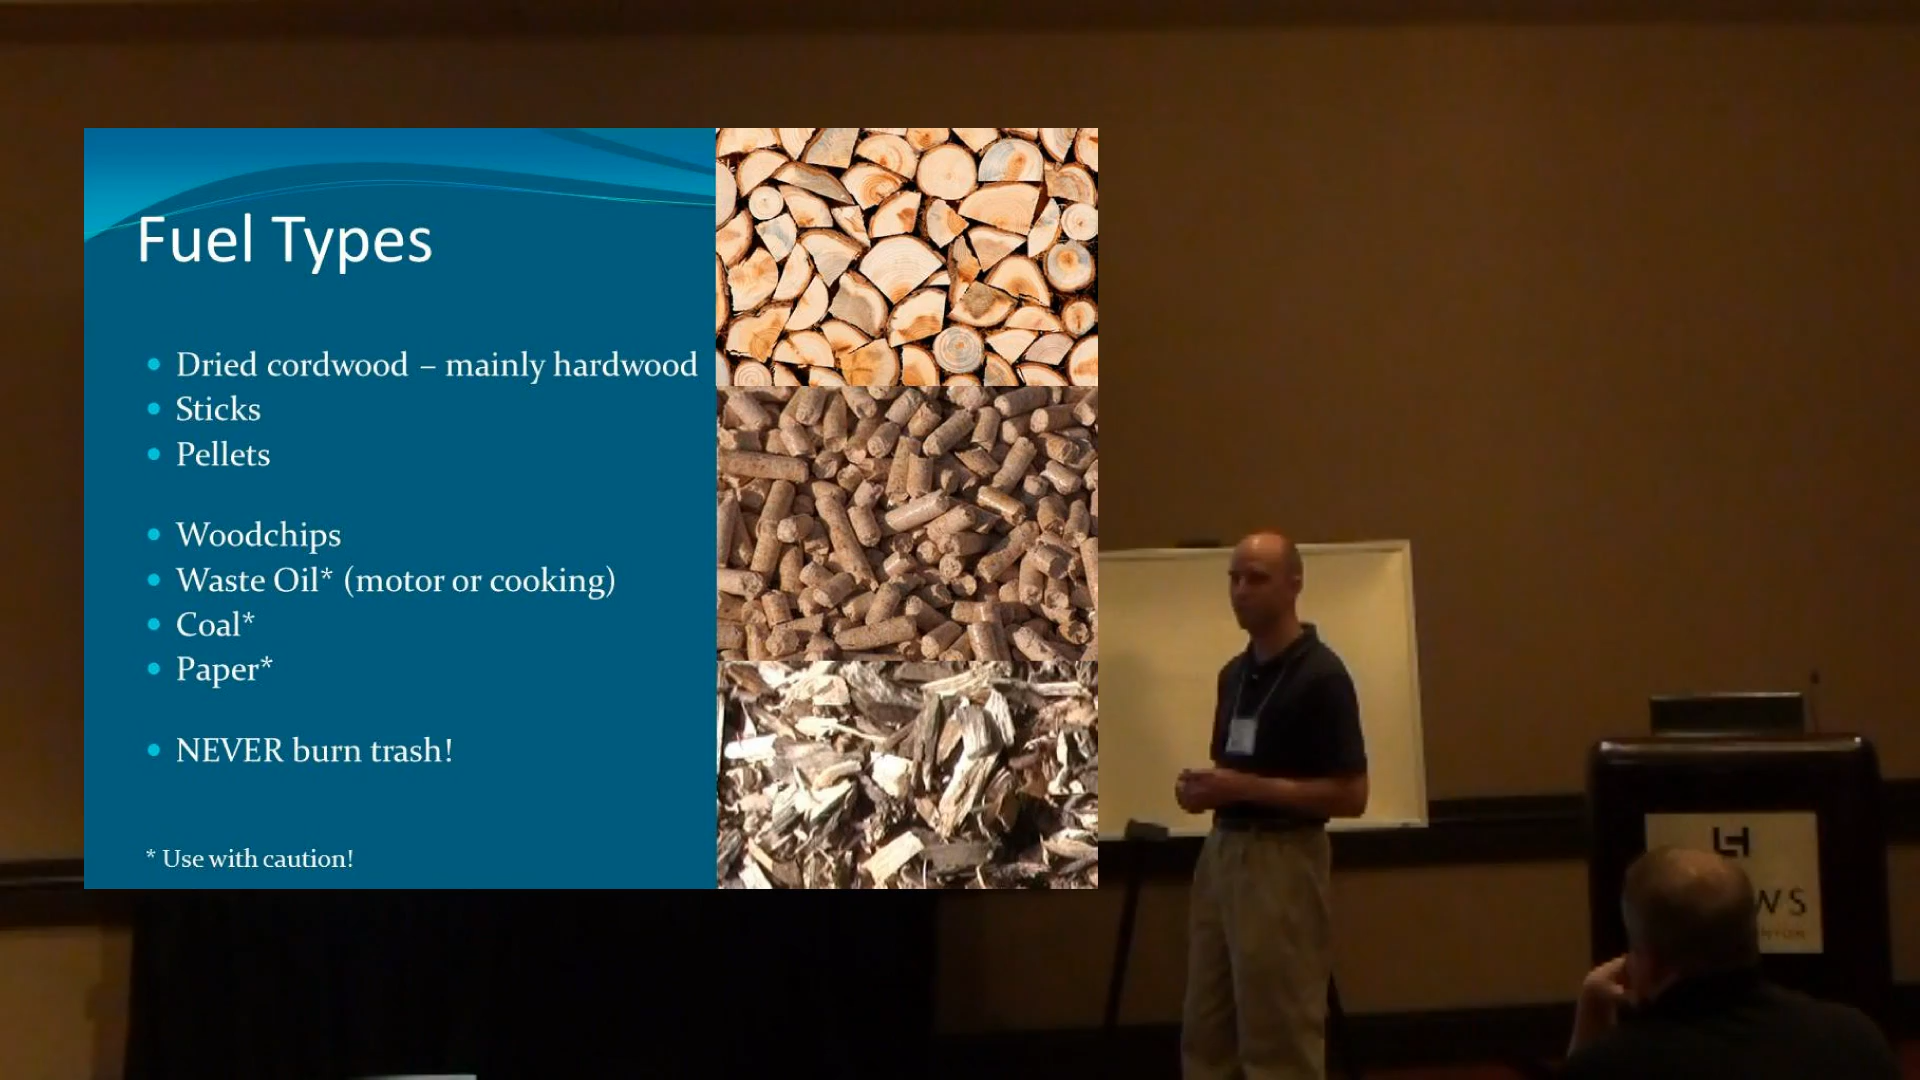 Fuel Types
• Dried cordwood – mainly hardwood
• Sticks
• Pellets
• Woodchips
• Waste Oil* (motor or cooking)
• Coal*
• Paper*
• NEVER burn trash!
* Use with caution!